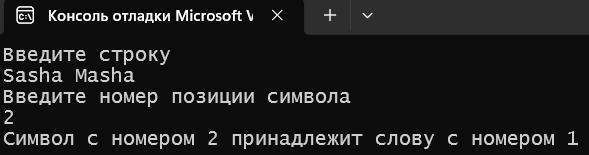 Консоль отладки Microsoft V
Введите строку
Sasha Masha
Введите номер позиции символа
2
Символ с номером 2 принадлежит слову с номером 1